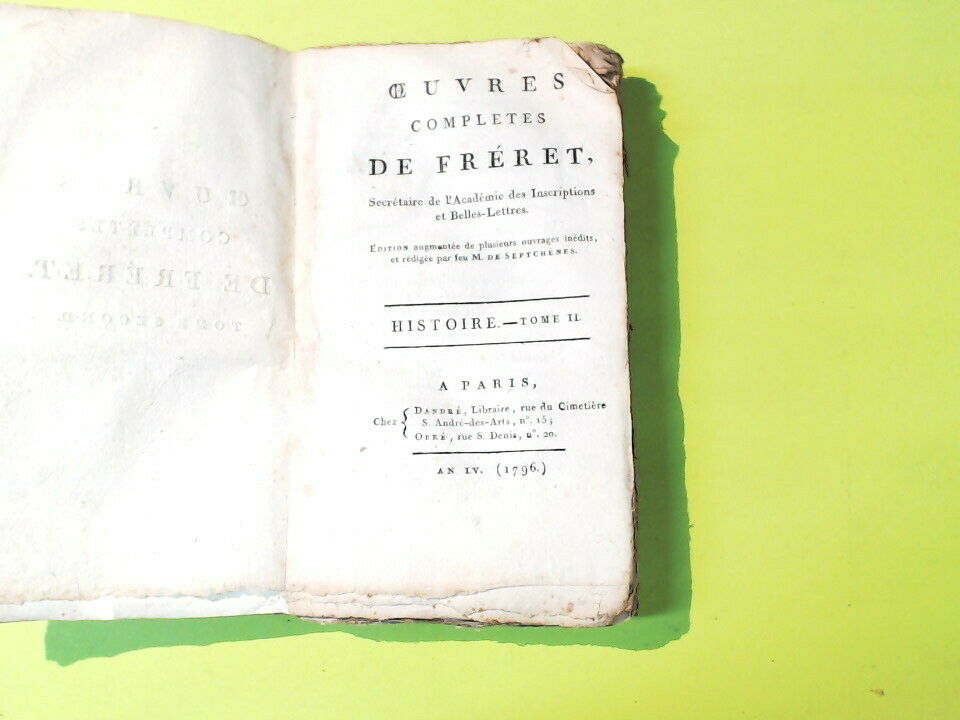 ŒUVRES
COMPLETES
DE FRÉRET,
Secrétaire de l'Académie des Inscriptions
et Belles-Lettres.
ÉDITION augmentée de plusieurs ouvrages inédits,
et rédigée par feu M. DE SEPTCHENES.
HISTOIRE.—TOME II.
A PARIS,
Chez { DANDRÉ, Libraire, rue du Cimetière
S. André-des-Arts, n°. 15;
OBRÉ, rue S. Denis, n°. 20.
AN IV. (1796.)